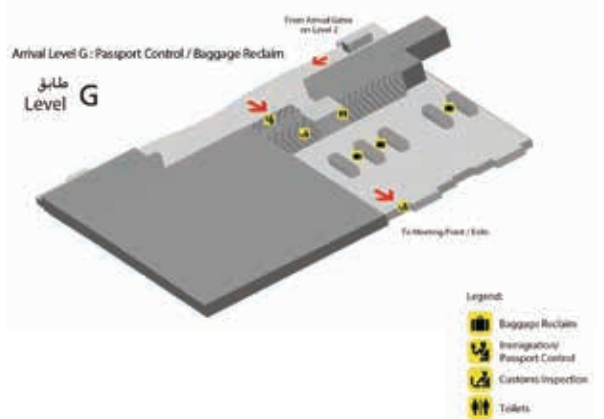 From Arrival Gates
on Level 2
Arrival Level G : Passport Control / Baggage Reclaim
طابق
Level G
To Meeting Point / Exits
Legend:
Baggage Reclaim
Immigration/
Passport Control
Customs Inspection
Toilets